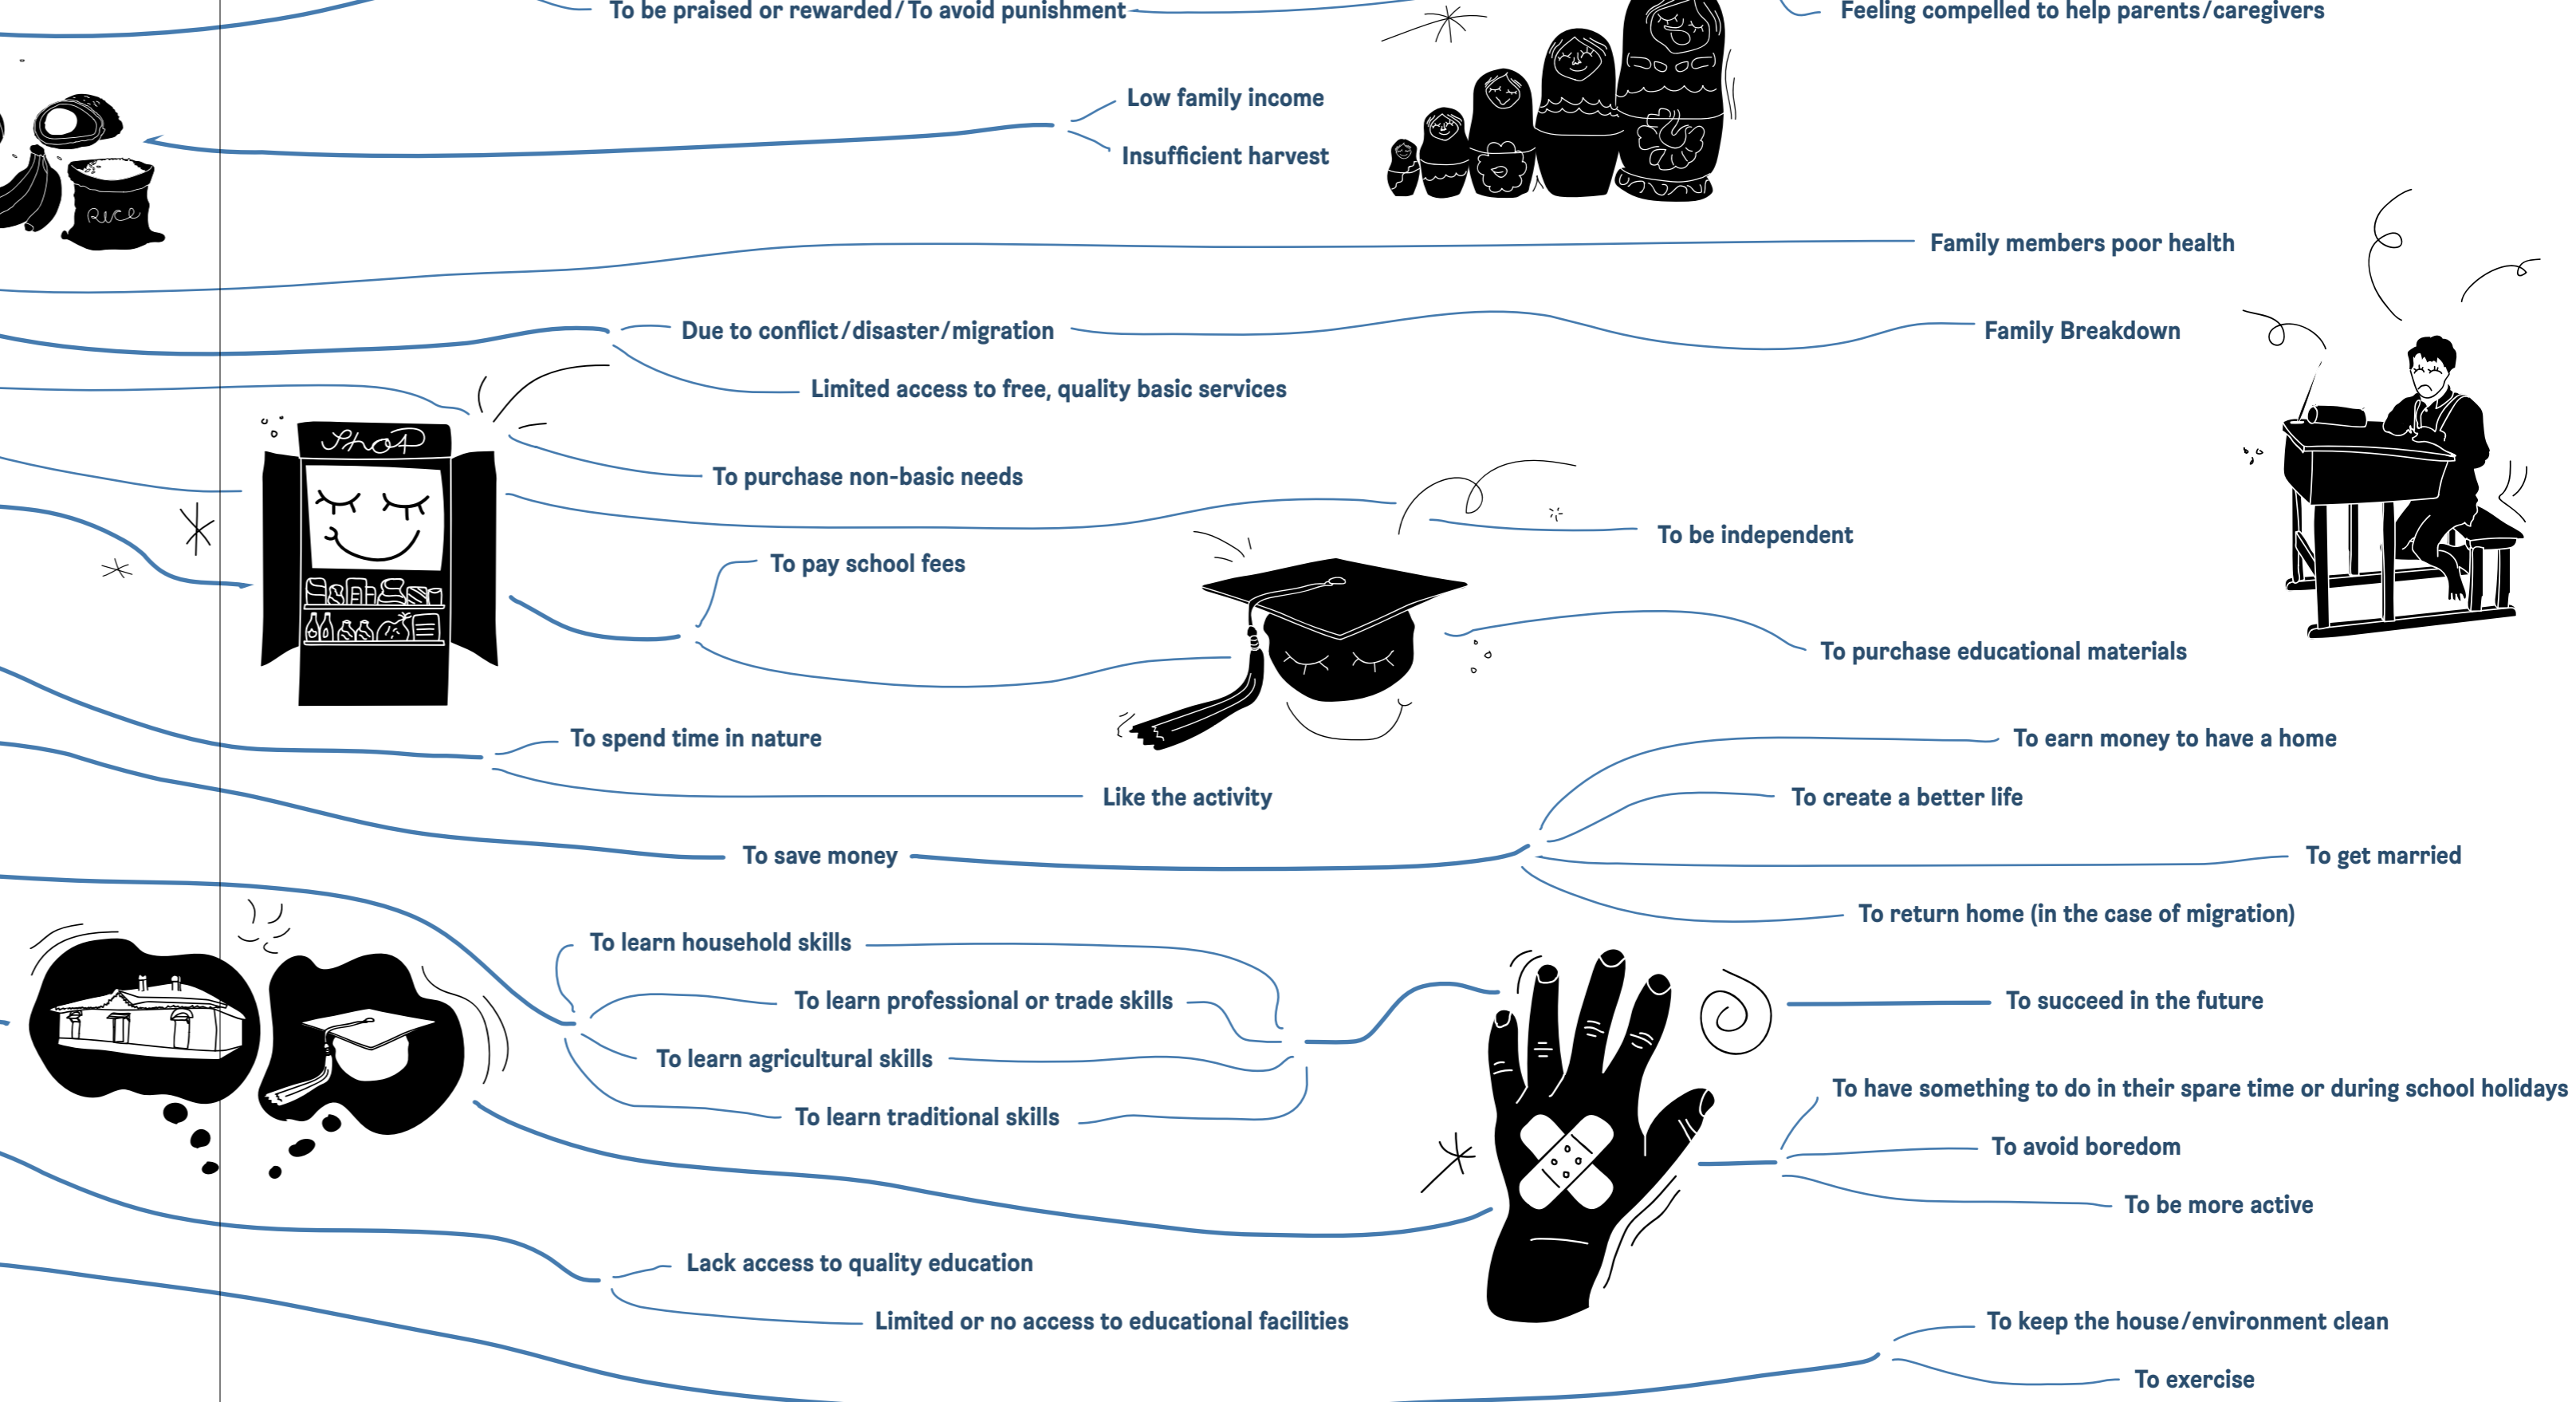 To be praised or rewarded/To avoid punishment
Feeling compelled to help parents/caregivers
Low family income
Insufficient harvest
Rice
Family members poor health
Due to conflict/disaster/migration
Family Breakdown
Limited access to free, quality basic services
Shop
To purchase non-basic needs
To be independent
To pay school fees
To purchase educational materials
To spend time in nature
To earn money to have a home
Like the activity
To create a better life
To save money
To get married
To return home (in the case of migration)
To learn household skills
To learn professional or trade skills
To succeed in the future
To learn agricultural skills
To have something to do in their spare time or during school holidays
To learn traditional skills
To avoid boredom
To be more active
Lack access to quality education
Limited or no access to educational facilities
To keep the house/environment clean
To exercise